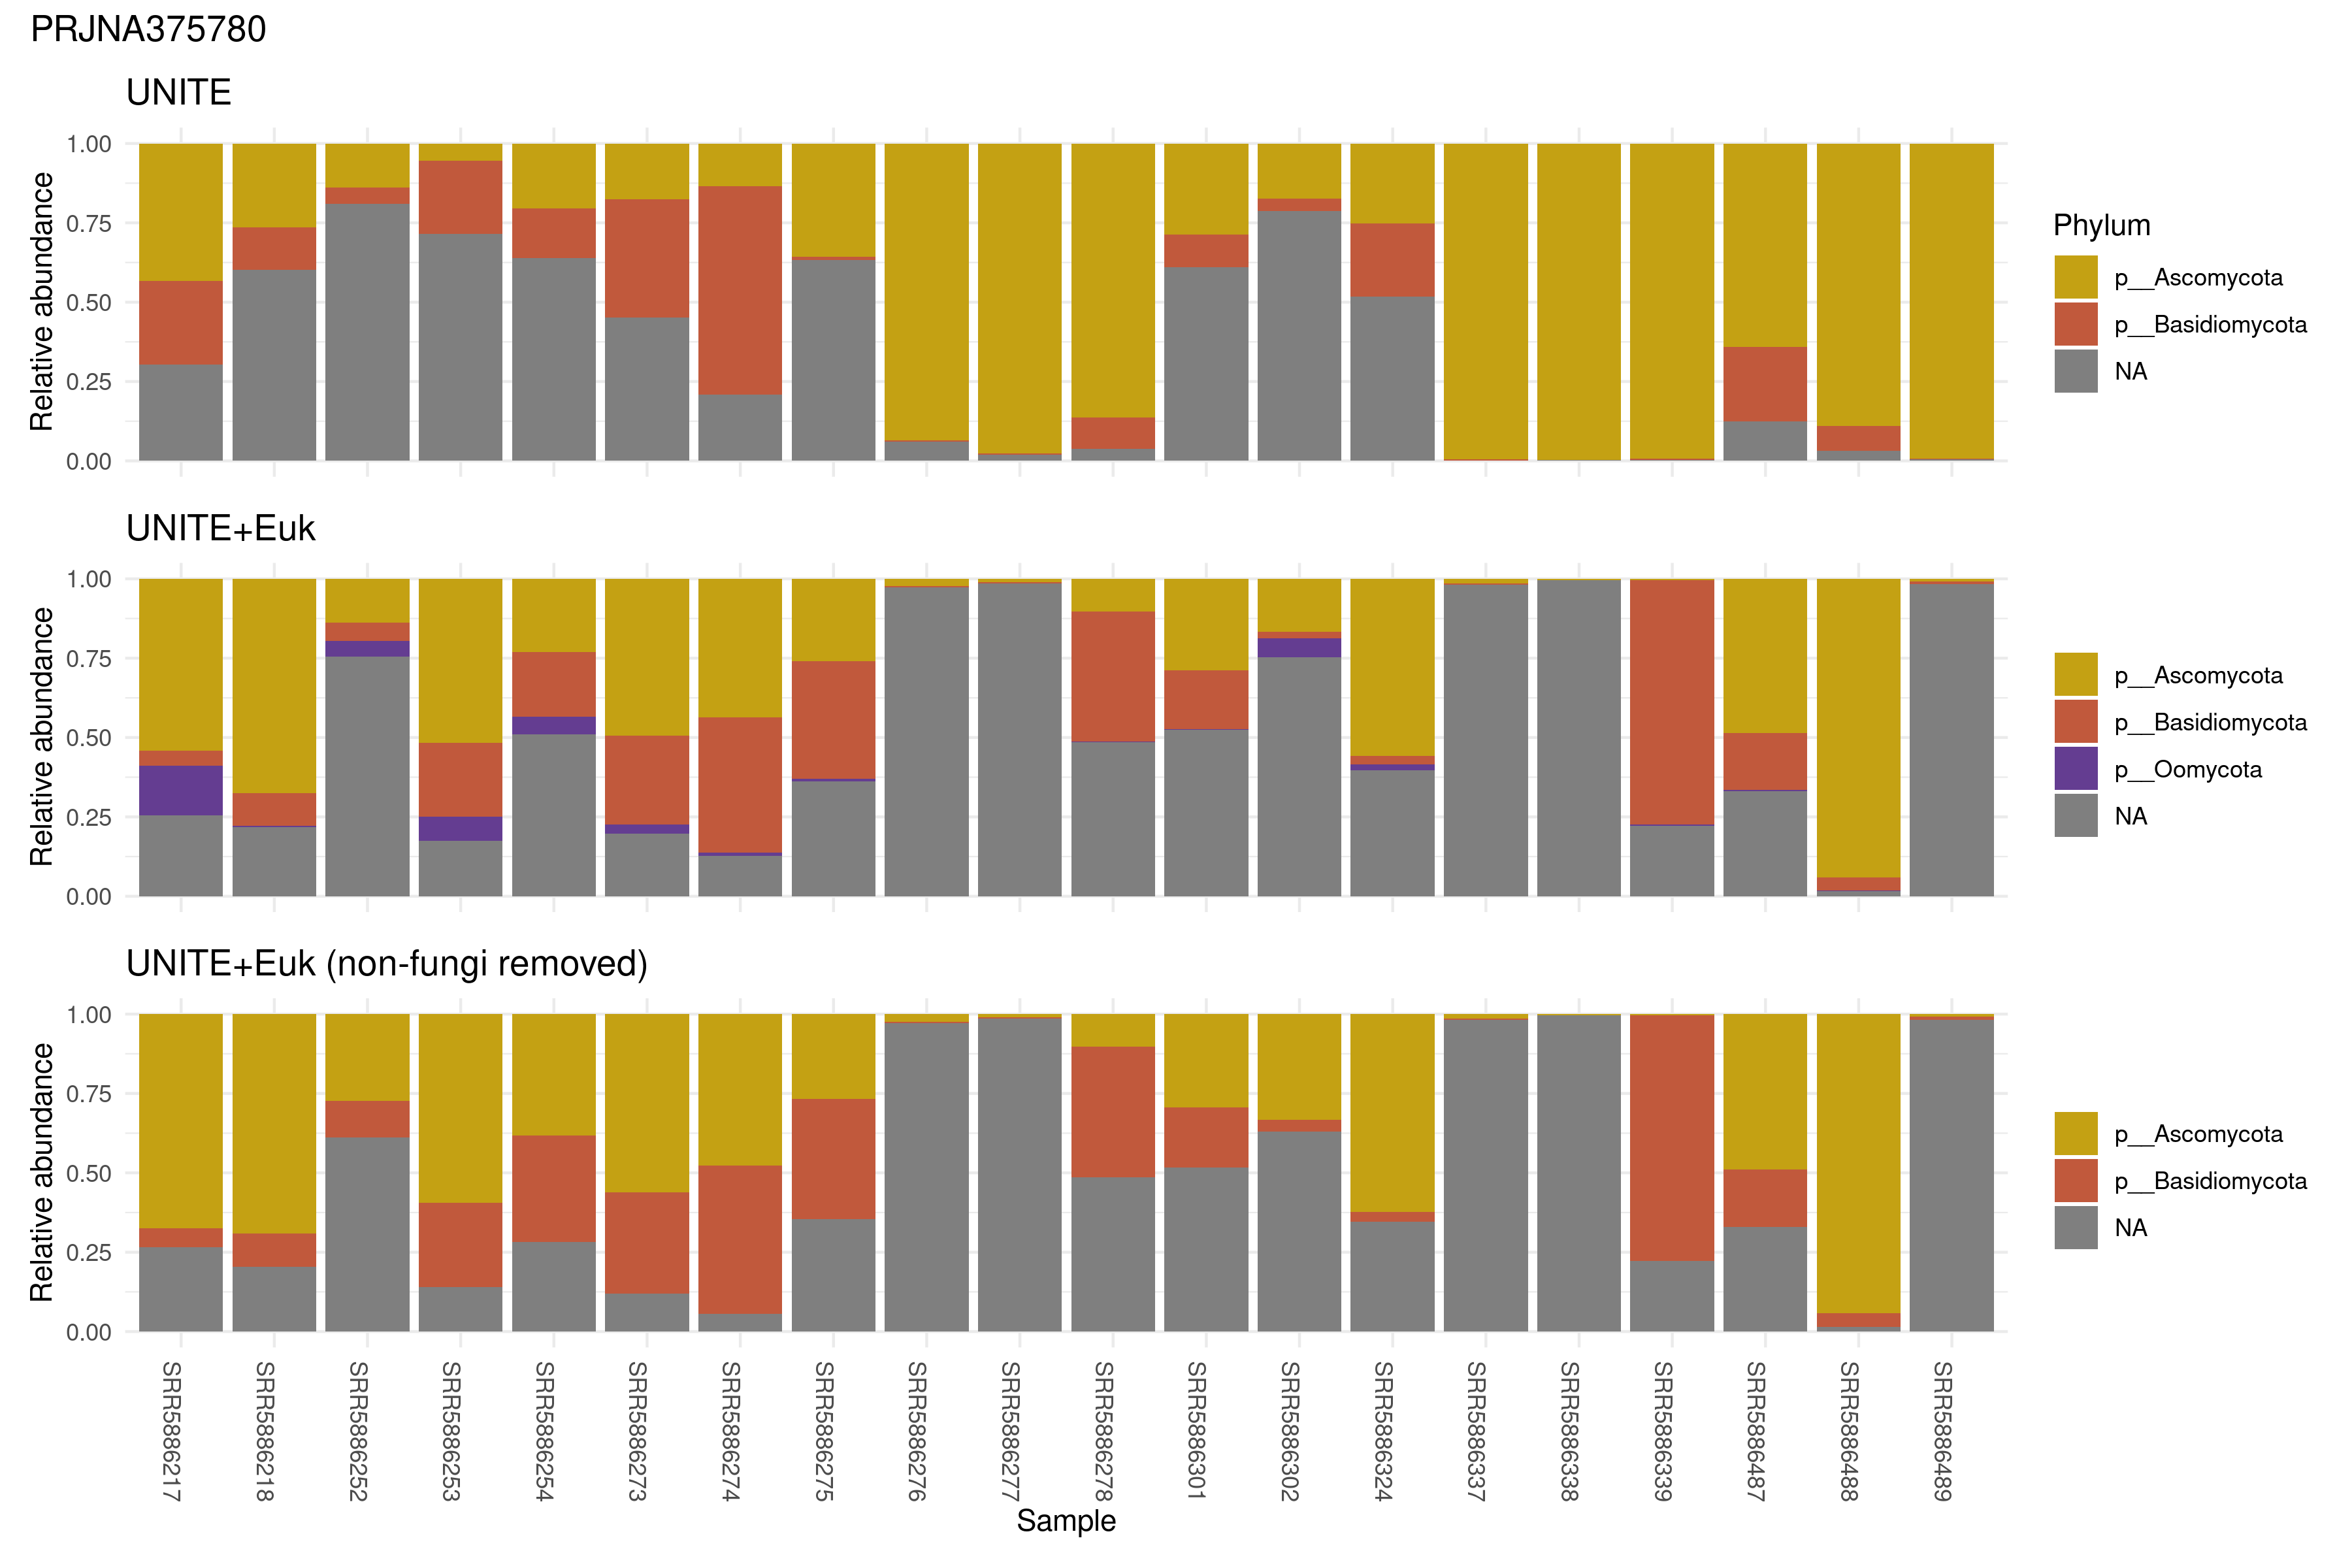 PRJNA375780
UNITE
Relative abundance
1.00
0.75
0.50
0.25
0.00
Phylum
p__Ascomycota
p__Basidiomycota
NA
UNITE+Euk
Relative abundance
1.00
0.75
0.50
0.25
0.00
p__Ascomycota
p__Basidiomycota
p__Oomycota
NA
UNITE+Euk (non-fungi removed)
Relative abundance
1.00
0.75
0.50
0.25
0.00
p__Ascomycota
p__Basidiomycota
NA
SRR5886217
SRR5886218
SRR5886252
SRR5886253
SRR5886254
SRR5886273
SRR5886274
SRR5886275
SRR5886276
SRR5886277
SRR5886278
SRR5886301
SRR5886302
SRR5886324
SRR5886337
SRR5886338
SRR5886339
SRR5886487
SRR5886488
SRR5886489
Sample